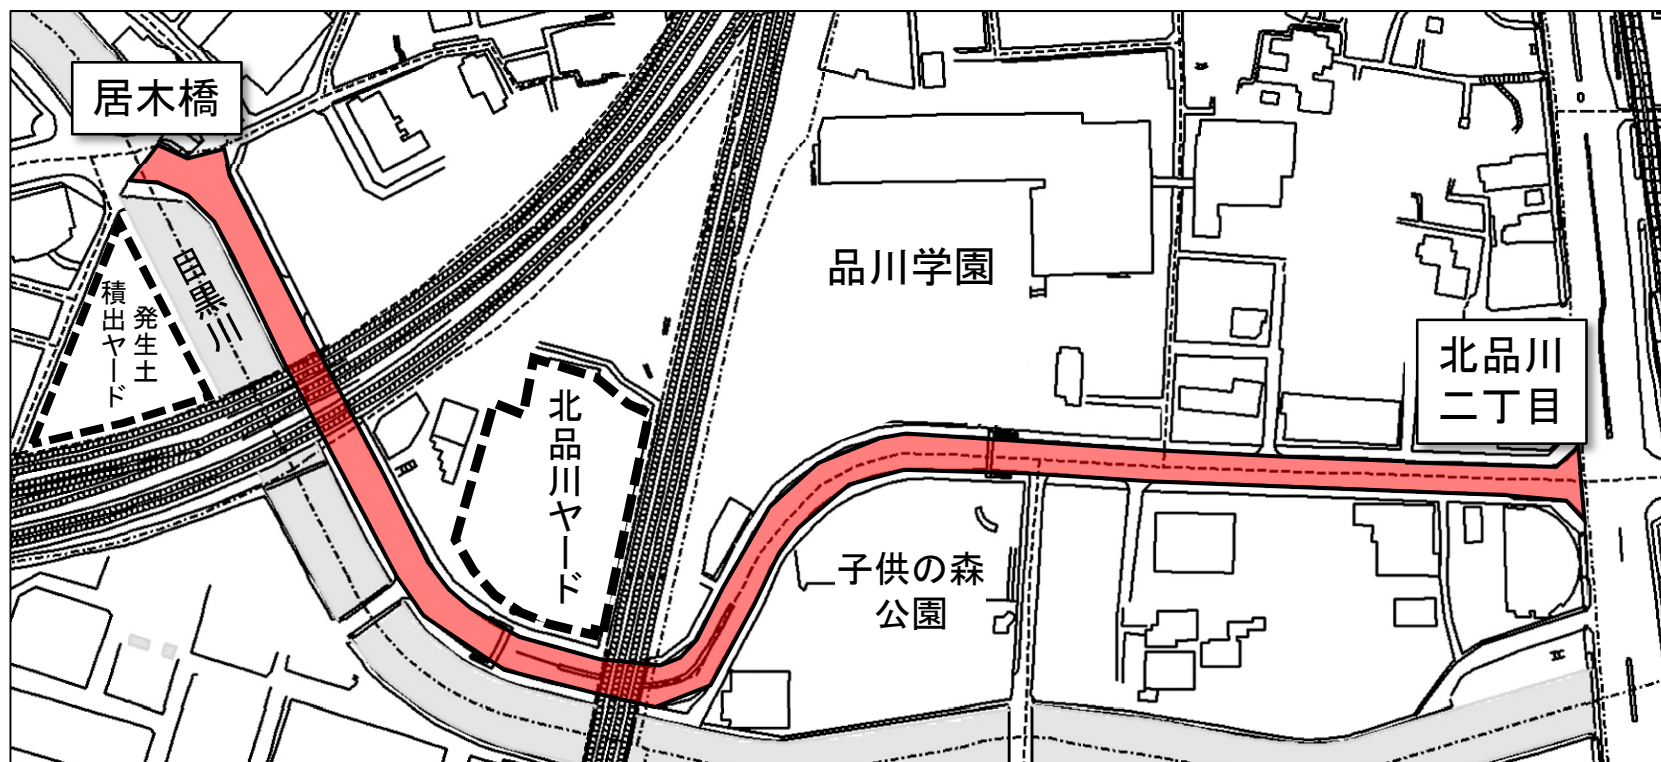 居木橋
目黒川
発生土
積出ヤード
北品川ヤード
品川学園
子供の森
公園
北品川
二丁目